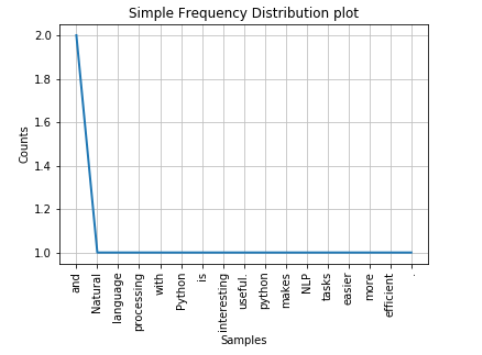 Simple Frequency Distribution plot
2.0
1.8
1.6
1.4
1.2
1.0
Counts
and
Natural
language
processing
with
Python
is
interesting
useful.
python
makes
NLP
tasks
easier
more
efficient
.
Samples